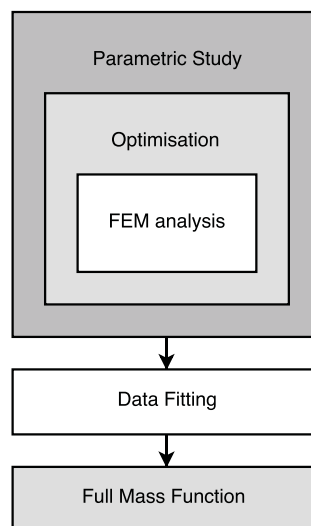 Parametric Study
Optimisation
FEM analysis
Data Fitting
Full Mass Function